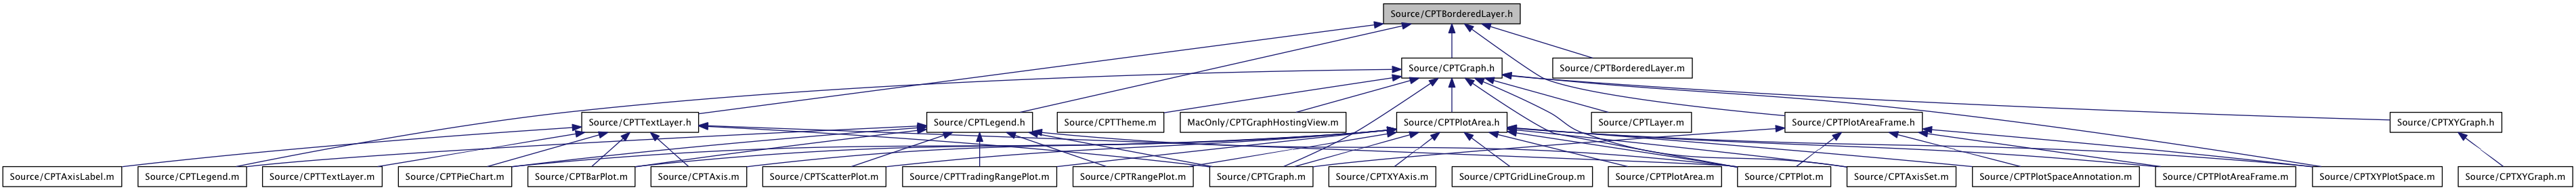 Source/CPTBorderedLayer.h
Source/CPTGraph.h
Source/CPTBorderedLayer.m
Source/CPTTextLayer.h
Source/CPTLegend.h
Source/CPTTheme.m
MacOnly/CPTGraphHostingView.m
Source/CPTPlotArea.h
Source/CPTLayer.m
Source/CPTPlotAreaFrame.h
Source/CPTXYGraph.h
Source/CPTAxisLabel.m
Source/CPTLegend.m
Source/CPTTextLayer.m
Source/CPTPieChart.m
Source/CPTBarPlot.m
Source/CPTAxis.m
Source/CPTScatterPlot.m
Source/CPTTradingRangePlot.m
Source/CPTRangePlot.m
Source/CPTGraph.m
Source/CPTXYAxis.m
Source/CPTGridLineGroup.m
Source/CPTPlotArea.m
Source/CPTPlot.m
Source/CPTAxisSet.m
Source/CPTPlotSpaceAnnotation.m
Source/CPTPlotAreaFrame.m
Source/CPTXYPlotSpace.m
Source/CPTXYGraph.m